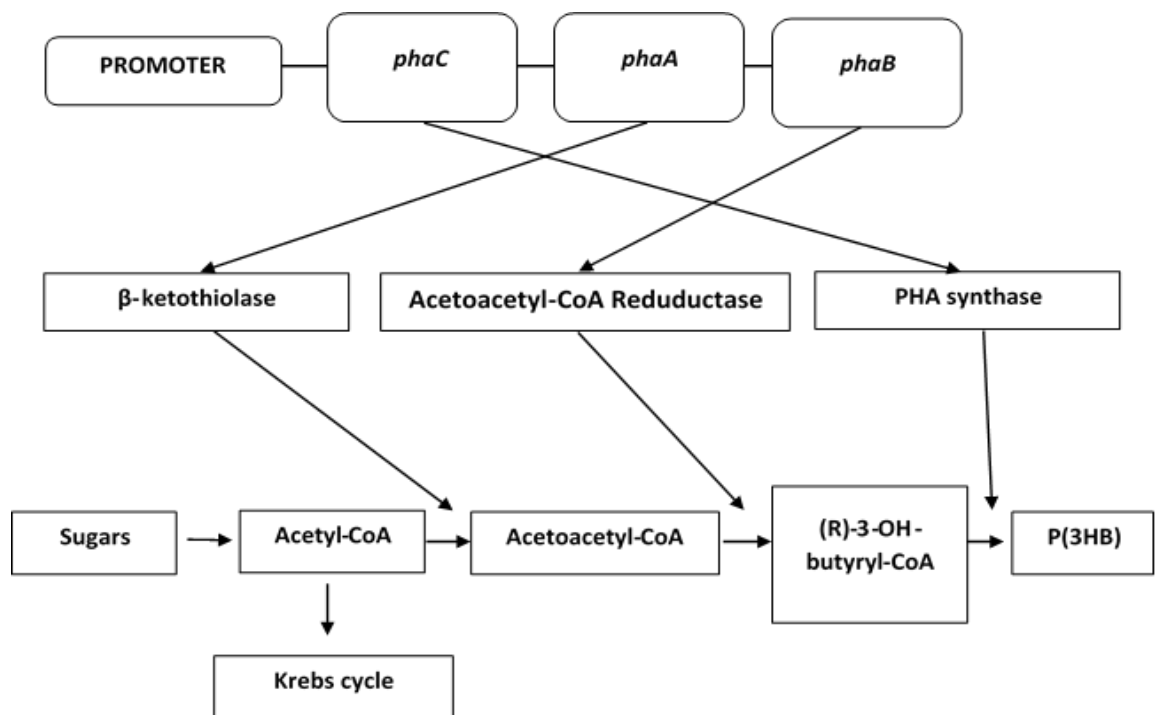 PROMOTER
phaC
phaA
phaB
β-ketothiolase
Acetoacetyl-CoA Reduductase
PHA synthase
Sugars
Acetyl-CoA
Acetoacetyl-CoA
(R)-3-OH-
butyryl-CoA
P(3HB)
Krebs cycle